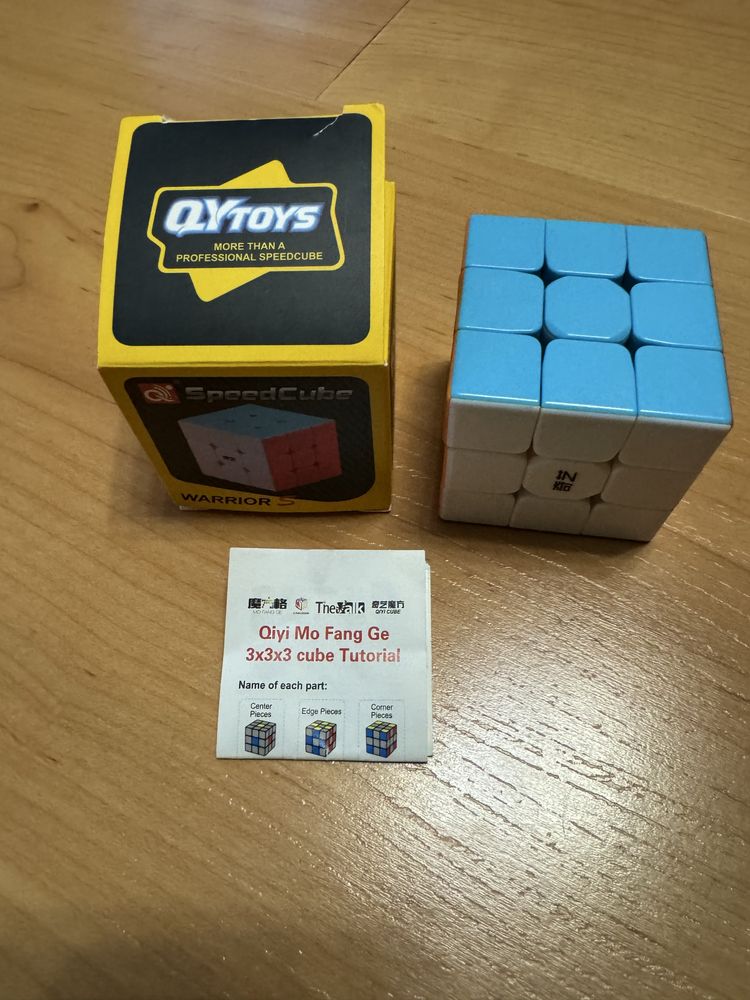 QYTOYS
MORE THAN A
PROFESSIONAL SPEEDCUBE
SpeedCube
WARRIOR S
魔方格
MO FANG GE
TheValk
奇艺魔方
QIYI CUBE
Qiyi Mo Fang Ge
3x3x3 cube Tutorial
Name of each part:
Center
Pieces
Edge Pieces
Corner
Pieces